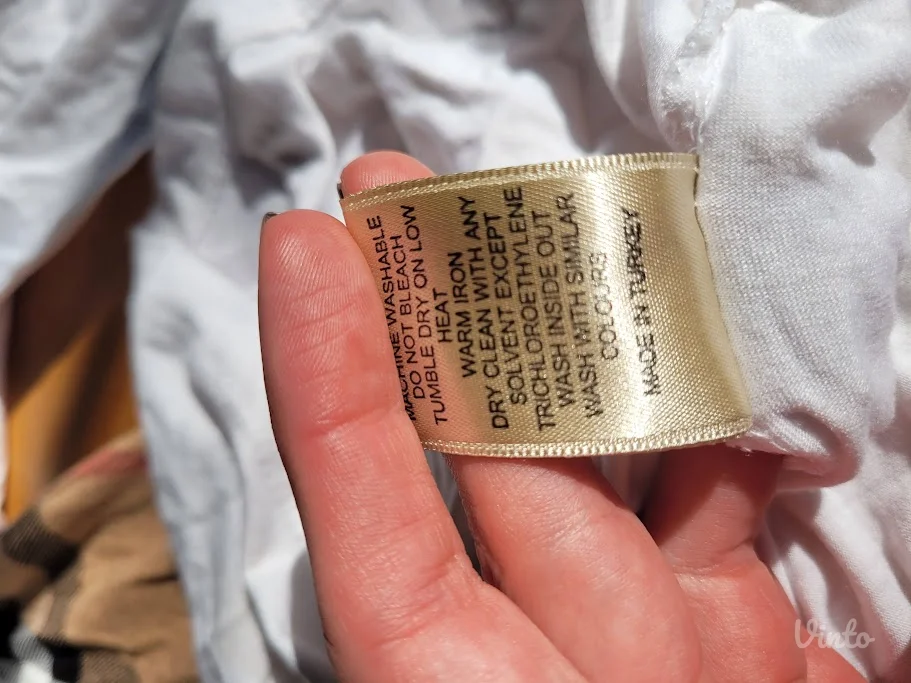 MACHINE WASHABLE
DO NOT BLEACH
TUMBLE DRY ON LOW
HEAT
WARM IRON
DRY CLEAN WITH ANY
SOLVENT EXCEPT
TRICHLOROETHYLENE
WASH INSIDE OUT
WASH WITH SIMILAR
COLOURS
MADE IN TURKEY
Vinto